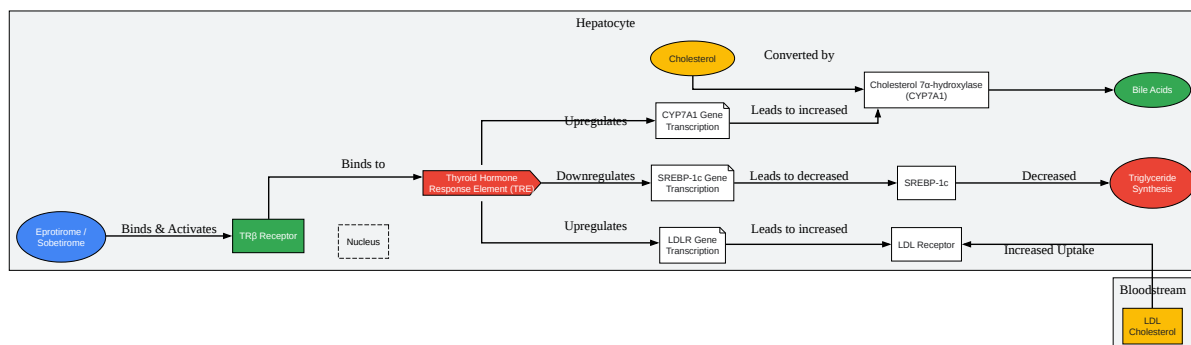 Hepatocyte
Cholesterol
Converted by
Cholesterol 7α-hydroxylase
(CYP7A1)
Bile Acids
Upregulates
CYP7A1 Gene
Transcription
Leads to increased
Binds to
Thyroid Hormone
Response Element (TRE)
Downregulates
SREBP-1c Gene
Transcription
Leads to decreased
SREBP-1c
Decreased
Triglyceride
Synthesis
Eprotirome /
Sobetirome
Binds & Activates
TRβ Receptor
Nucleus
Upregulates
LDLR Gene
Transcription
Leads to increased
LDL Receptor
Increased Uptake
Bloodstream
LDL
Cholesterol